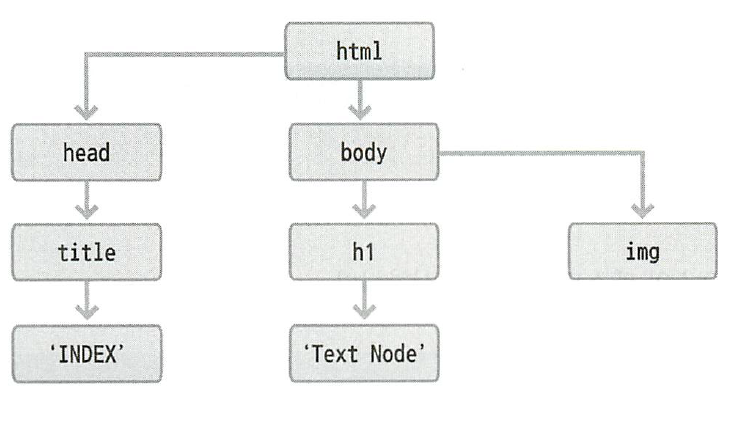 html
head
body
title
h1
img
‘INDEX’
‘Text Node’